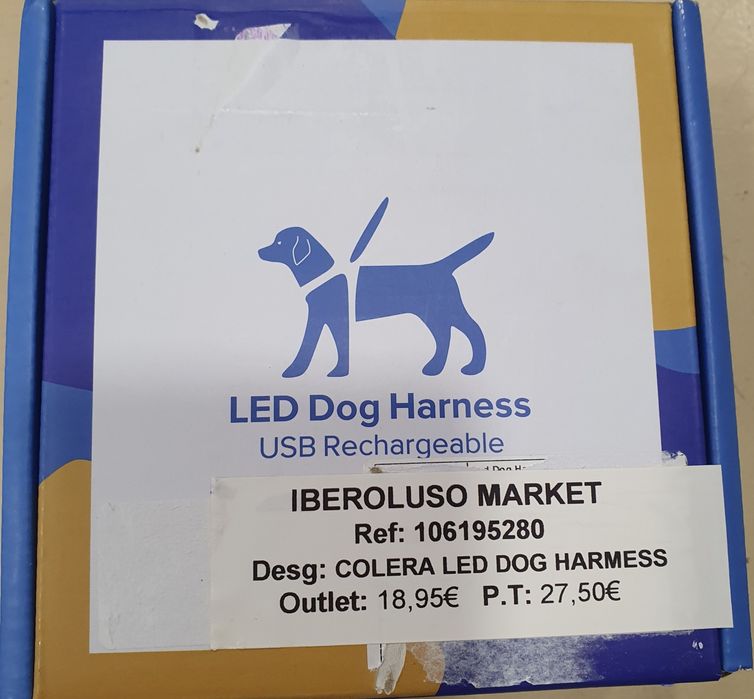 LED Dog Harness
USB Rechargeable
IBEROLUSO MARKET
Ref: 106195280
Desg: COLERA LED DOG HARMESS
Outlet: 18,95€ P.T: 27,50€